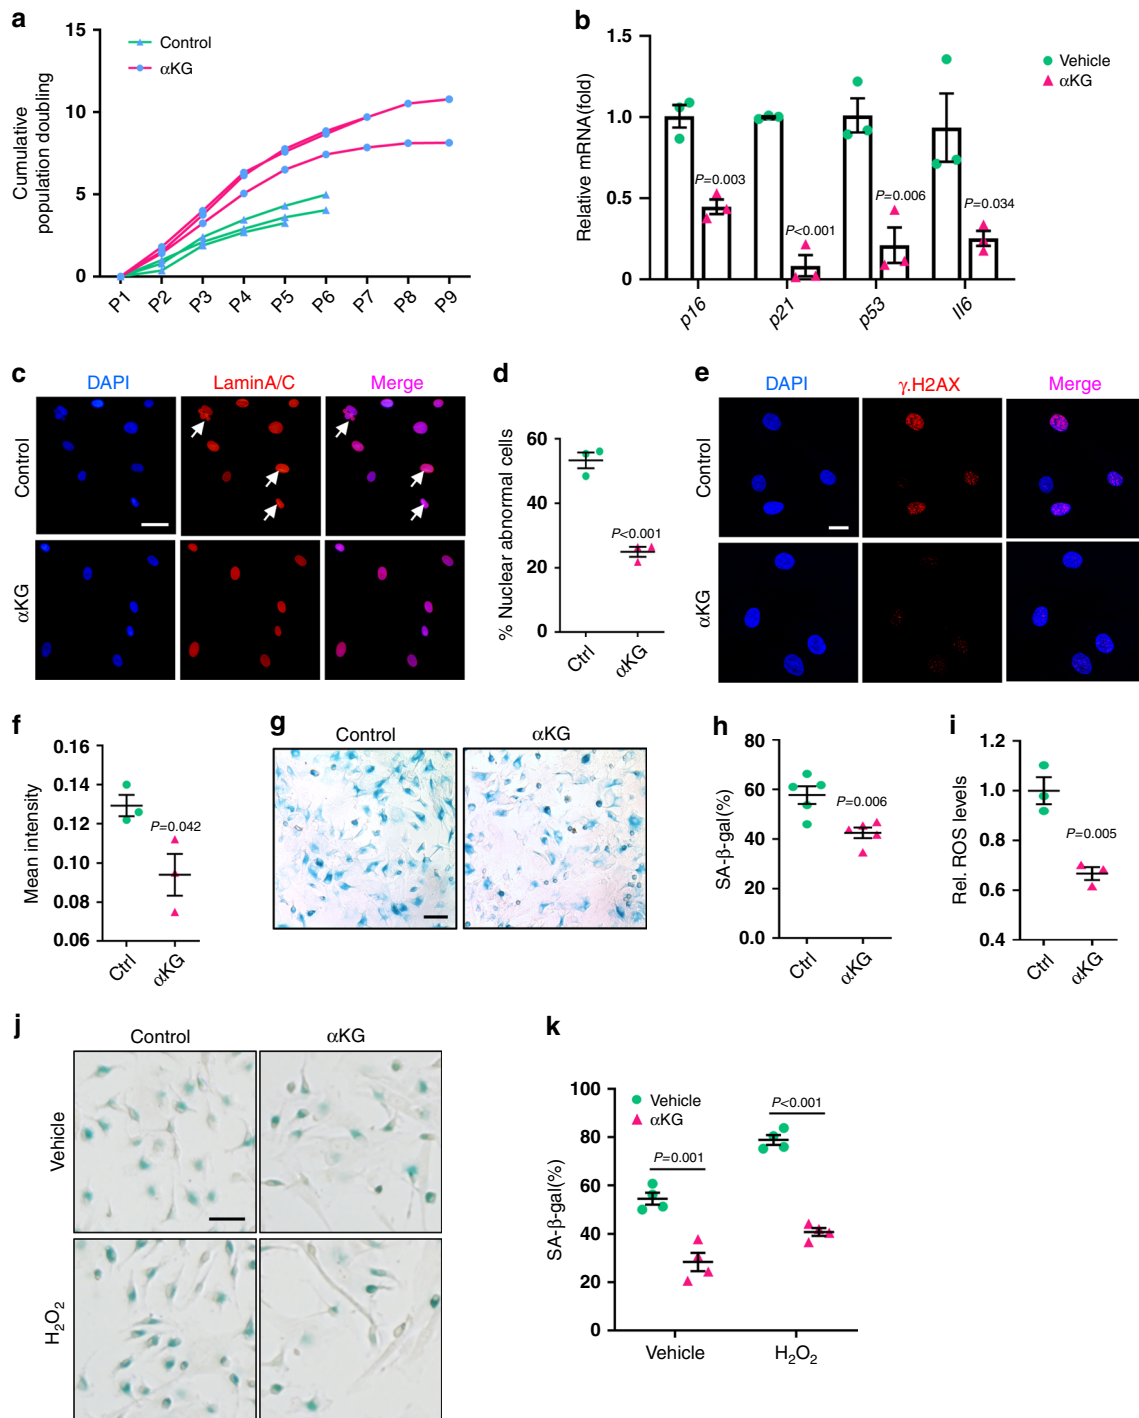 a
15
10
5
0
Cumulative
population doubling
Control
αKG
P1 P2 P3 P4 P5 P6 P7 P8 P9
b
1.5
1.0
0.5
0
Relative mRNA(fold)
Vehicle
αKG
P=0.003
P<0.001
P=0.006
P=0.034
p16 p21 p53 Il6
c
DAPI LaminA/C Merge
Control
αKG
d
60
40
20
0
% Nuclear abnormal cells
P<0.001
Ctrl αKG
e
DAPI γ.H2AX Merge
Control
αKG
f
0.16
0.14
0.12
0.10
0.08
0.06
Mean intensity
P=0.042
Ctrl αKG
g
Control αKG
h
80
60
40
20
0.0
SA-β-gal(%)
P=0.006
Ctrl αKG
i
1.2
1.0
0.8
0.6
0.4
Rel. ROS levels
P=0.005
Ctrl αKG
j
Control αKG
Vehicle
H₂O₂
k
100
80
60
40
20
0
SA-β-gal(%)
Vehicle
αKG
P=0.001
P<0.001
Vehicle H₂O₂